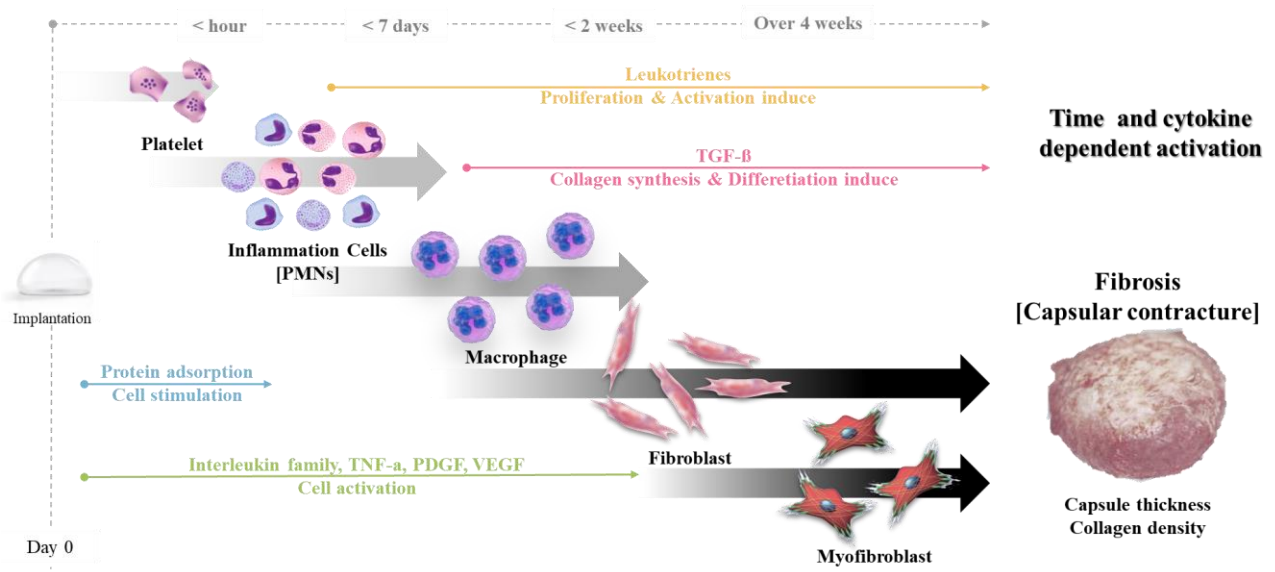 < hour
< 7 days
< 2 weeks
Over 4 weeks
Leukotrienes
Proliferation & Activation induce
Platelet
Time and cytokine
dependent activation
TGF-ß
Collagen synthesis & Differetiation induce
Inflammation Cells
[PMNs]
Implantation
Fibrosis
[Capsular contracture]
Macrophage
Protein adsorption
Cell stimulation
Interleukin family, TNF-a, PDGF, VEGF
Cell activation
Fibroblast
Capsule thickness
Collagen density
Day 0
Myofibroblast